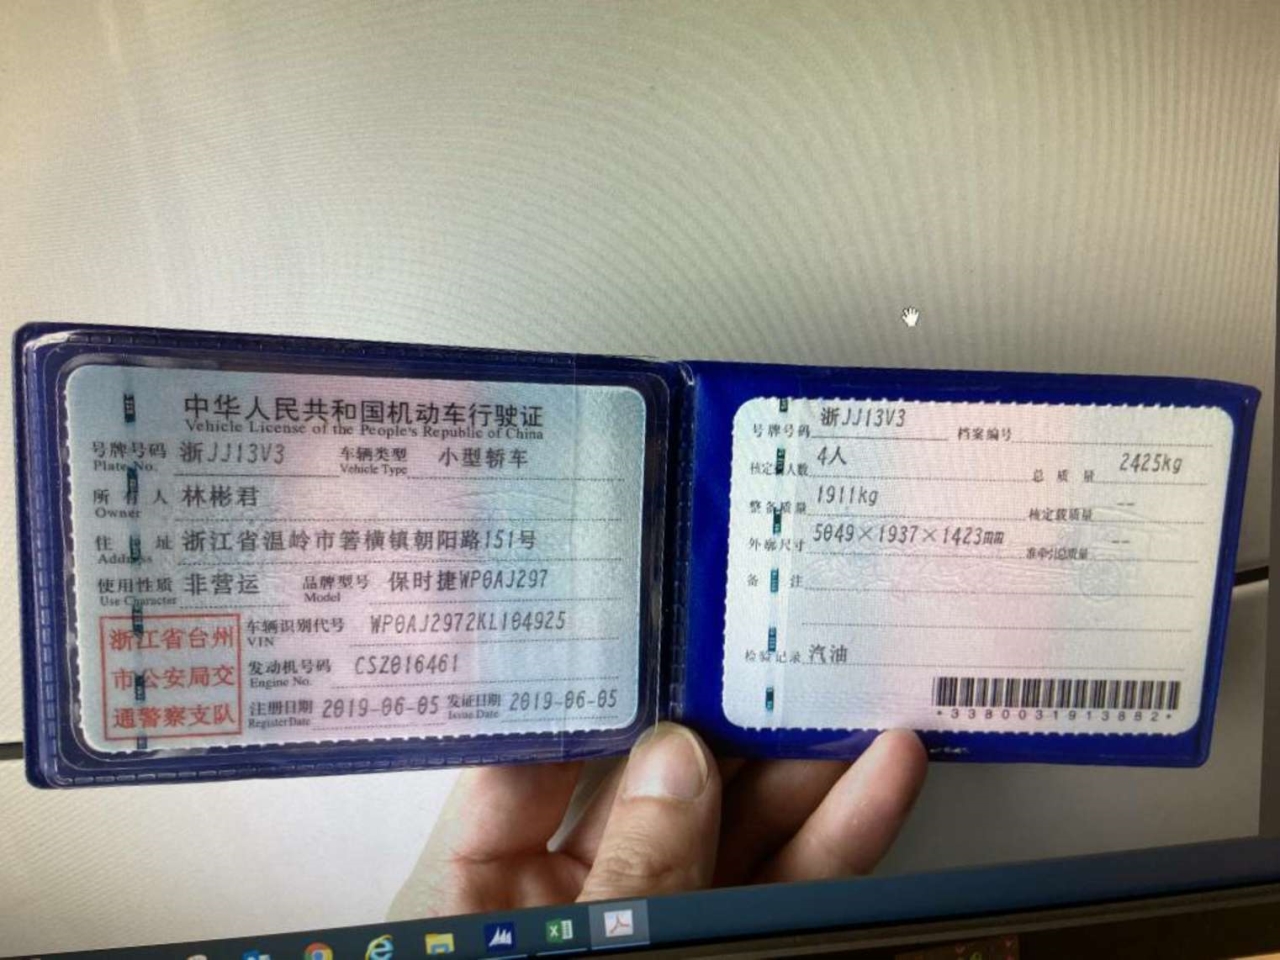 中华人民共和国机动车行驶证
Vehicle License of the People's Republic of China
号牌号码 浙JJ13V3 车辆类型 小型轿车
Plate No. Vehicle Type
所有人 林彬君
Owner
住址 浙江省温岭市箬横镇朝阳路151号
Address
使用性质 非营运 品牌型号 保时捷WP0AJ297
Use Character Model
浙江省台州
市公安局交
通警察支队
车辆识别代号 WP0AJ2972KL104925
VIN
发动机号码 CSZ016461
Engine No.
注册日期 2019-06-05 发证日期 2019-06-05
Register Date Issue Date
号牌号码 浙JJ13V3 档案编号
核定载人数 4人 总质量 2425kg
整备质量 1911kg 核定载质量 --
外廓尺寸 5049×1937×1423mm 准牵引总质量 --
备注
检验记录 汽油
*3380031913882*